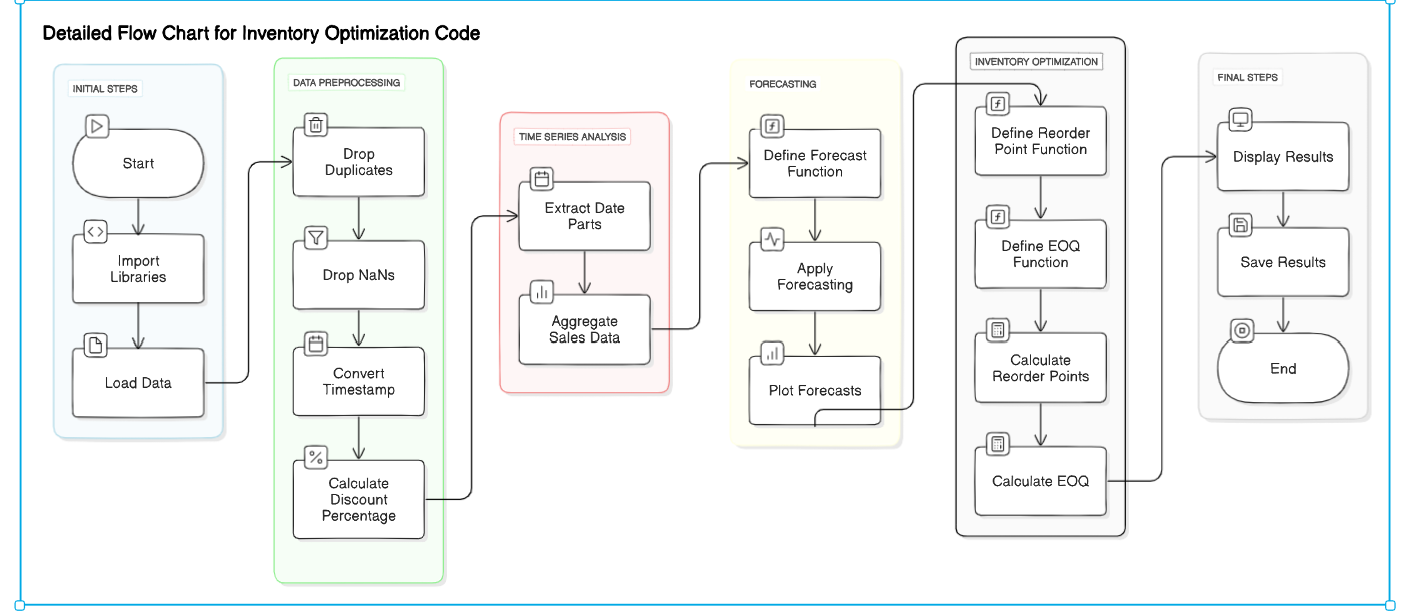 Detailed Flow Chart for Inventory Optimization Code
INITIAL STEPS
Start
Import
Libraries
Load Data
DATA PREPROCESSING
Drop
Duplicates
Drop NaNs
Convert
Timestamp
Calculate
Discount
Percentage
TIME SERIES ANALYSIS
Extract Date
Parts
Aggregate
Sales Data
FORECASTING
Define Forecast
Function
Apply
Forecasting
Plot Forecasts
INVENTORY OPTIMIZATION
Define Reorder
Point Function
Define EOQ
Function
Calculate
Reorder Points
Calculate EOQ
FINAL STEPS
Display Results
Save Results
End